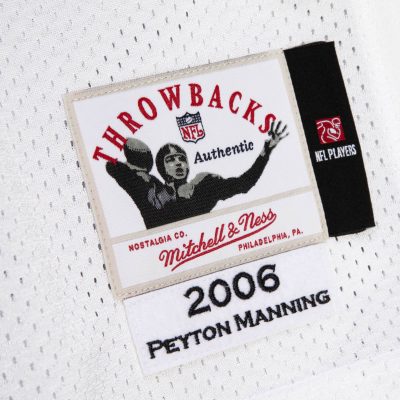 THROWBACKS
NFL
Authentic
NFL PLAYERS
NOSTALGIA CO.
Mitchell & Ness
PHILADELPHIA, PA.
2006
PEYTON MANNING